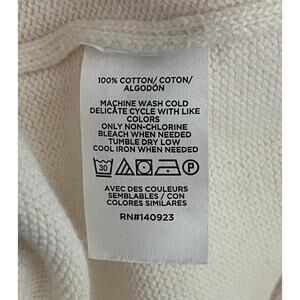 100% COTTON/ COTON/
ALGODÓN
MACHINE WASH COLD
DELICATE CYCLE WITH LIKE
COLORS
ONLY NON-CHLORINE
BLEACH WHEN NEEDED
TUMBLE DRY LOW
COOL IRON WHEN NEEDED
30
AVEC DES COULEURS
SEMBLABLES / CON
COLORES SIMILARES
RN#140923